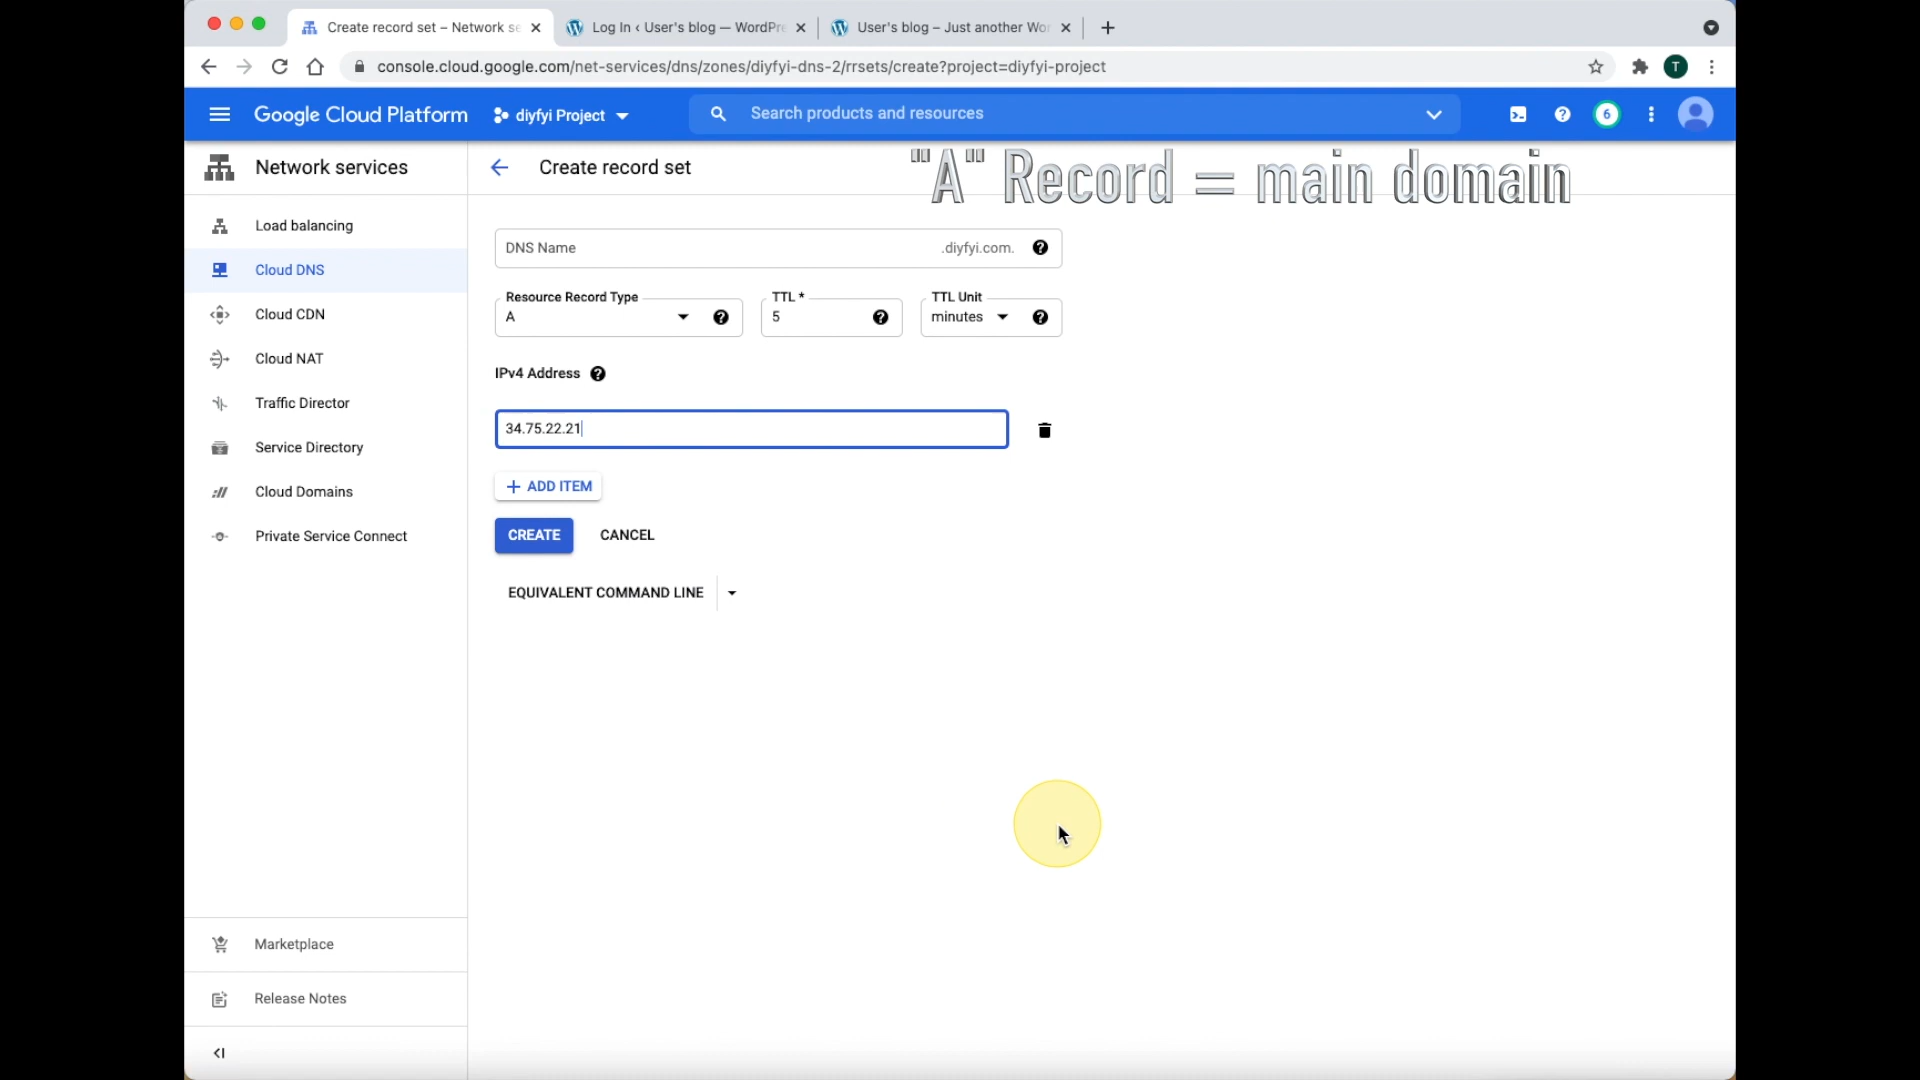 Create record set – Network se
Log In ‹ User's blog — WordPre
User's blog – Just another Wor
console.cloud.google.com/net-services/dns/zones/diyfyi-dns-2/rrsets/create?project=diyfyi-project
T
Google Cloud Platform
diyfyi Project
Search products and resources
6
Network services
Create record set
"A" Record = main domain
Load balancing
Cloud DNS
Cloud CDN
Cloud NAT
Traffic Director
Service Directory
Cloud Domains
Private Service Connect
DNS Name
.diyfyi.com.
Resource Record Type
A
TTL *
5
TTL Unit
minutes
IPv4 Address
34.75.22.21
ADD ITEM
CREATE
CANCEL
EQUIVALENT COMMAND LINE
Marketplace
Release Notes